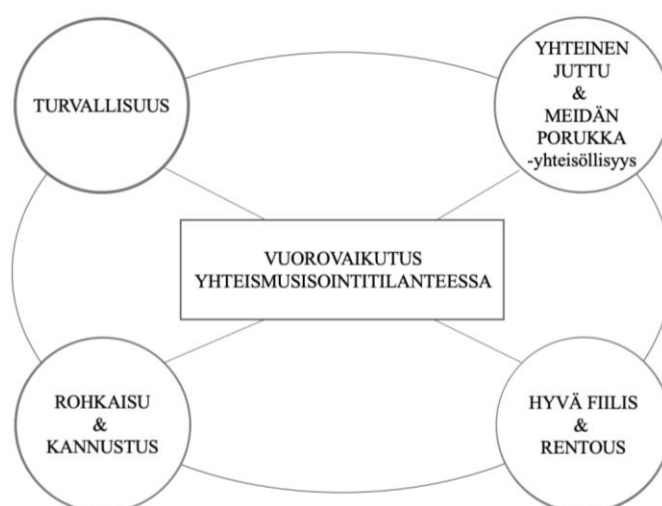 TURVALLISUUS
YHTEINEN
JUTTU
&
MEIDÄN
PORUKKA
-yhteisöllisyys
VUOROVAIKUTUS
YHTEISMUSISOINTITILANTEESSA
ROHKAISU
&
KANNUSTUS
HYVÄ FIILIS
&
RENTOUS